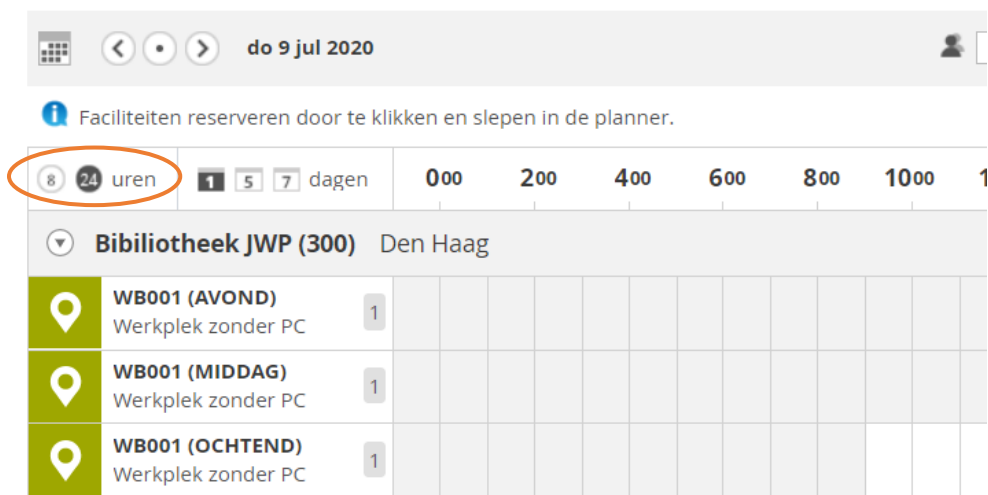 do 9 jul 2020
i Faciliteiten reserveren door te klikken en slepen in de planner.
8 24 uren 1 5 7 dagen 000 200 400 600 800 1000 1
Bibiliotheek JWP (300) Den Haag
WB001 (AVOND)
Werkplek zonder PC 1
WB001 (MIDDAG)
Werkplek zonder PC 1
WB001 (OCHTEND)
Werkplek zonder PC 1